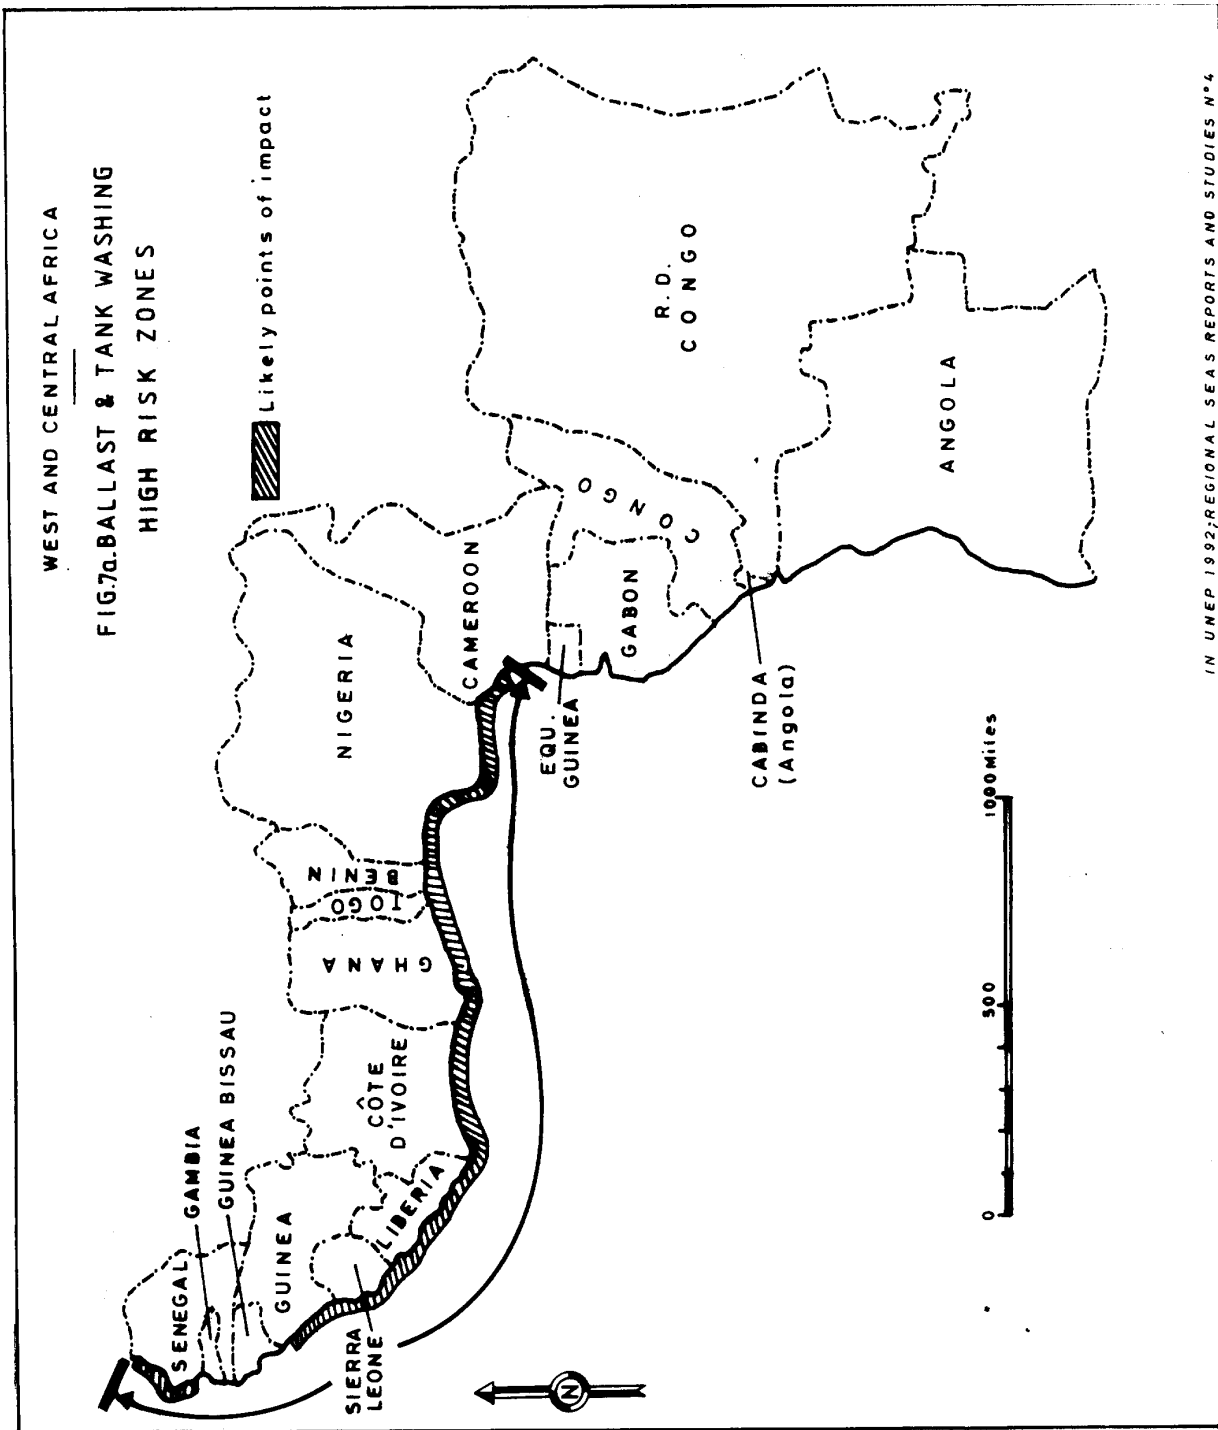 WEST AND CENTRAL AFRICA
FIG.7a.BALLAST & TANK WASHING
HIGH RISK ZONES
Likely points of impact
SENEGAL
GAMBIA
GUINEA BISSAU
GUINEA
SIERRA
LEONE
LIBERIA
CÔTE
D'IVOIRE
GHANA
TOGO
BENIN
NIGERIA
CAMEROON
EQU.
GUINEA
GABON
CONGO
CABINDA
(Angola)
R.D.
CONGO
ANGOLA
N
0 500 1000Miles
IN UNEP 1992;REGIONAL SEAS REPORTS AND STUDIES N°4